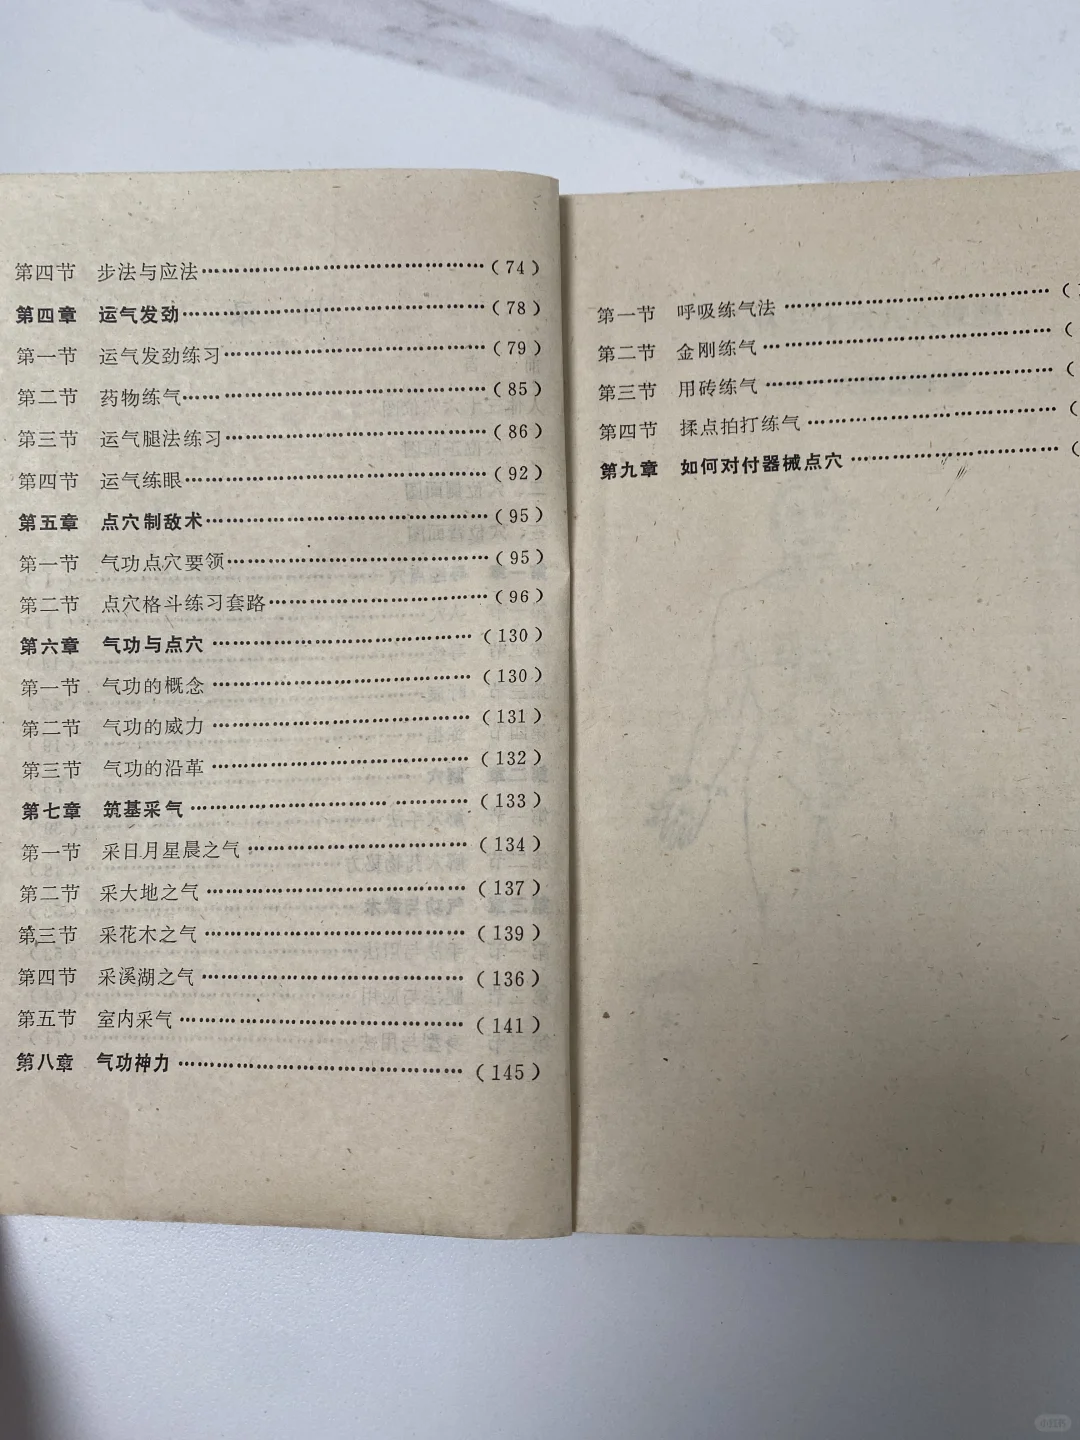 第四节 步法与应法……(74)
第四章 运气发劲……(78)
第一节 运气发劲练习……(79)
第二节 药物练气……(85)
第三节 运气腿法练习……(86)
第四节 运气练眼……(92)
第五章 点穴制敌术……(95)
第一节 气功点穴要领……(95)
第二节 点穴格斗练习套路……(96)
第六章 气功与点穴……(130)
第一节 气功的概念……(130)
第二节 气功的威力……(131)
第三节 气功的沿革……(132)
第七章 筑基采气……(133)
第一节 采日月星晨之气……(134)
第二节 采大地之气……(137)
第三节 采花木之气……(139)
第四节 采溪湖之气……(136)
第五节 室内采气……(141)
第八章 气功神力……(145)
第一节 呼吸练气法……(
第二节 金刚练气……(
第三节 用砖练气……(
第四节 揉点拍打练气……(
第九章 如何对付器械点穴……(